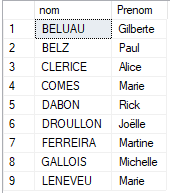 nom Prenom
1 BELUAU Gilberte
2 BELZ Paul
3 CLERICE Alice
4 COMES Marie
5 DABON Rick
6 DROULLON Joëlle
7 FERREIRA Martine
8 GALLOIS Michelle
9 LENEVEU Marie